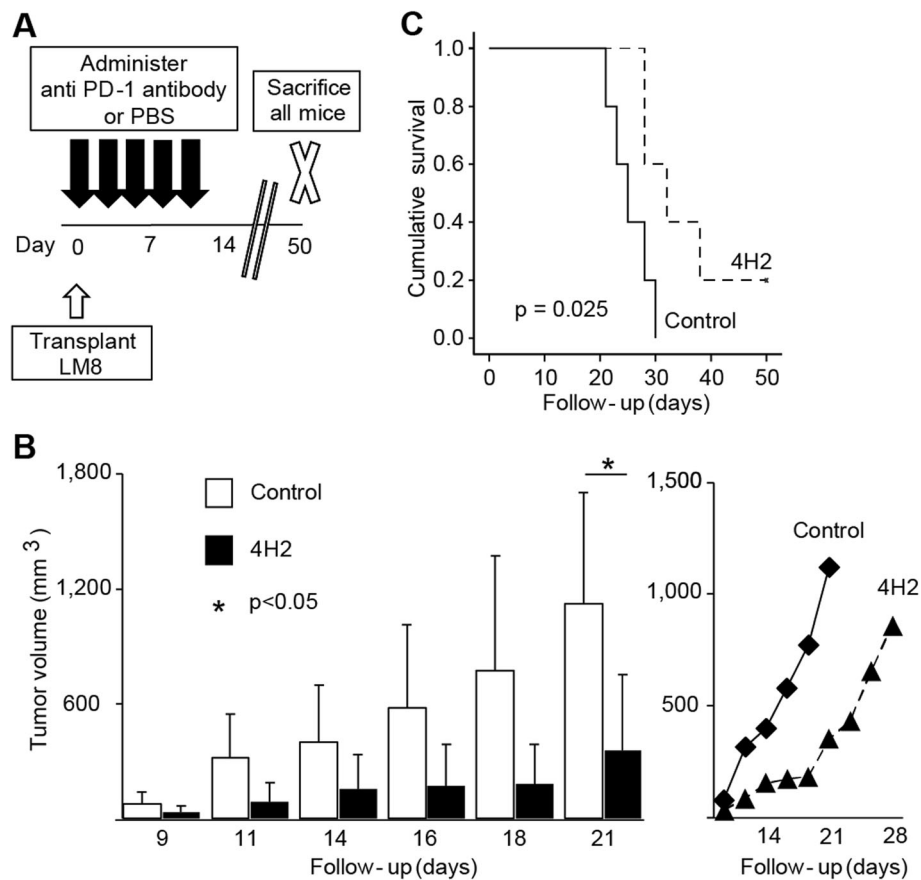 A
Administer
anti PD-1 antibody
or PBS
Sacrifice
all mice
Day 0 7 14 50
Transplant
LM8
C
Cumulative survival
1.0
0.8
0.6
0.4
0.2
0.0
4H2
p = 0.025
Control
0 10 20 30 40 50
Follow-up (days)
B
Tumor volume (mm3)
1,800
1,200
600
Control
4H2
* p<0.05
*
9 11 14 16 18 21
Follow-up (days)
1,500
1,000
500
Control
4H2
14 21 28
Follow-up (days)